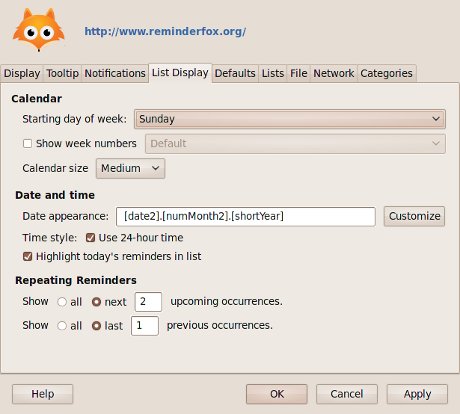 http://www.reminderfox.org/
Display Tooltip Notifications List Display Defaults Lists File Network Categories
Calendar
Starting day of week: Sunday
Show week numbers Default
Calendar size Medium
Date and time
Date appearance: [date2].[numMonth2].[shortYear] Customize
Time style: Use 24-hour time
Highlight today's reminders in list
Repeating Reminders
Show all next 2 upcoming occurrences.
Show all last 1 previous occurrences.
Help OK Cancel Apply